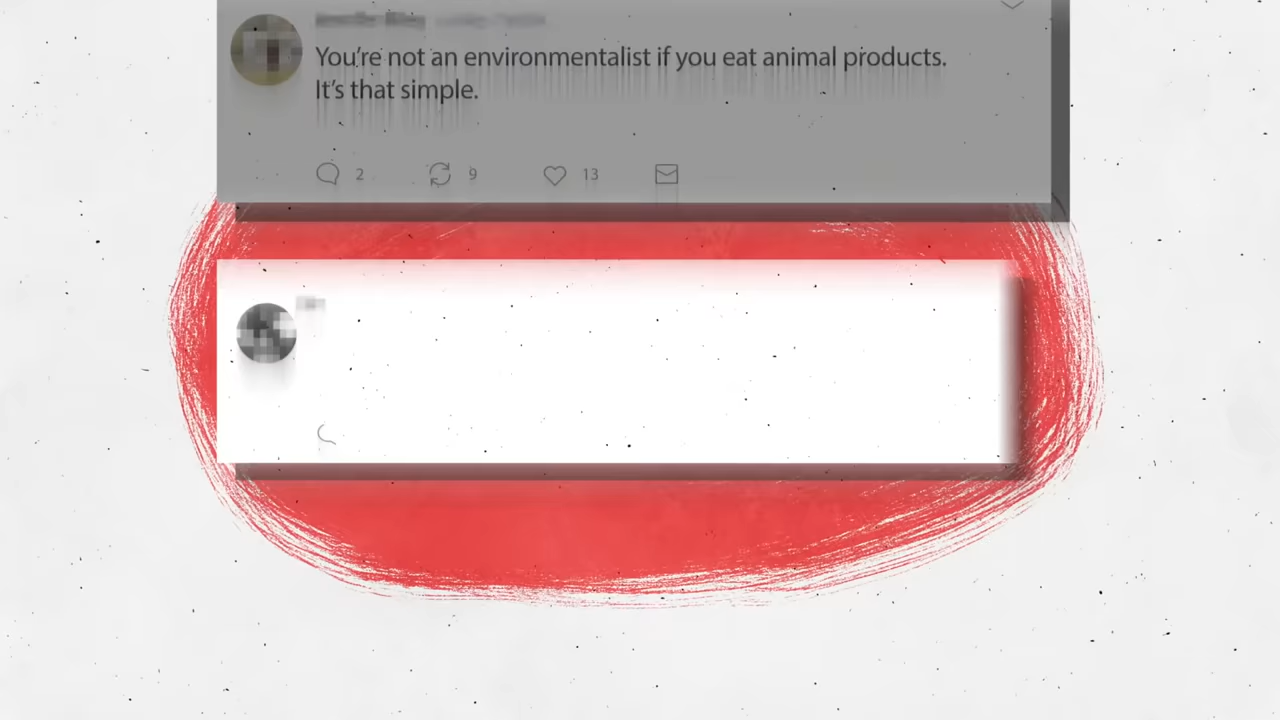 You're not an environmentalist if you eat animal products.
It's that simple.
2 9 13